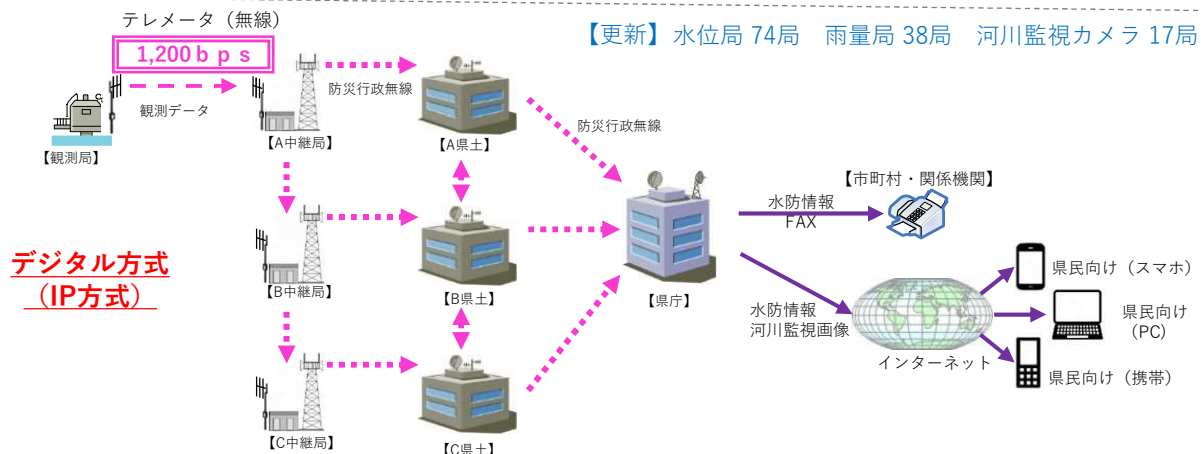 テレメータ（無線）
1,200ｂｐｓ
【更新】水位局 74局　雨量局 38局　河川監視カメラ 17局
防災行政無線
観測データ
防災行政無線
【観測局】
【A中継局】
【A県土】
【市町村・関係機関】
水防情報
FAX
デジタル方式
（IP方式）
【B中継局】
【B県土】
【県庁】
水防情報
河川監視画像
県民向け（スマホ）
県民向け
（PC）
インターネット
県民向け（携帯）
【C中継局】
【C県土】